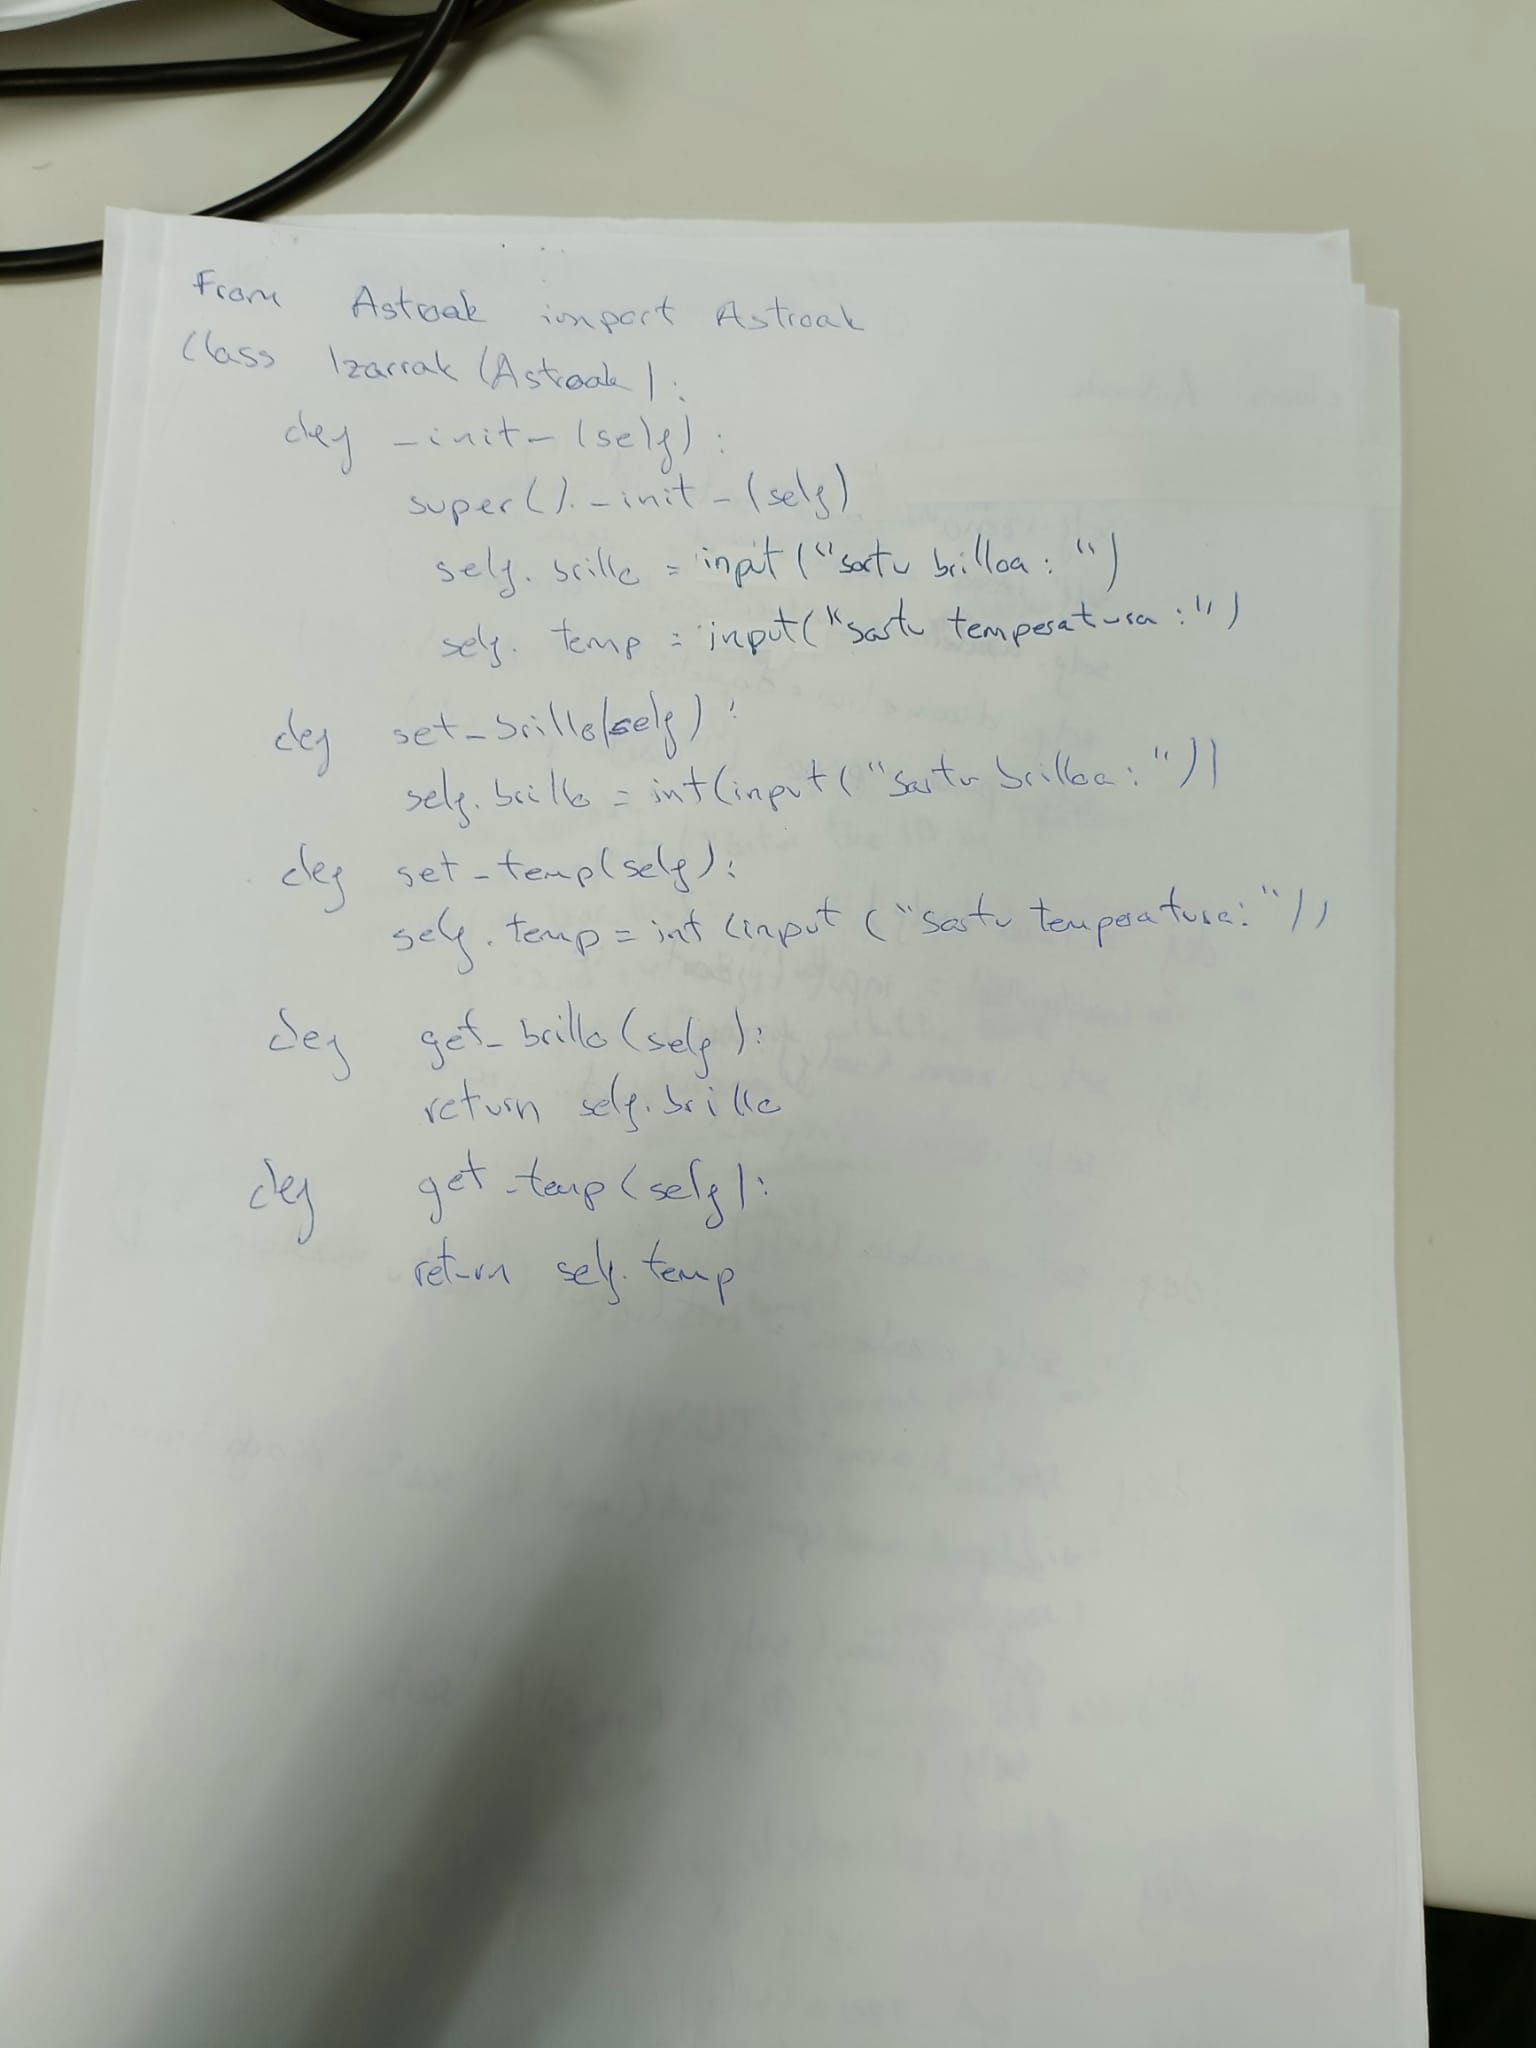 From Astroak import Astroak
Class Izarrak (Astroak):
def _init_ (self):
super()._init_(self)
self.brillo = input("sartu brilloa: ")
self.temp = input("sartu temperatura: ")
def set_brillo(self):
self.brillo = int(input("sartu brilloa: "))
def set_temp(self):
self.temp = int(input("sartu temperatura: "))
def get_brillo(self):
return self.brillo
def get_temp(self):
return self.temp